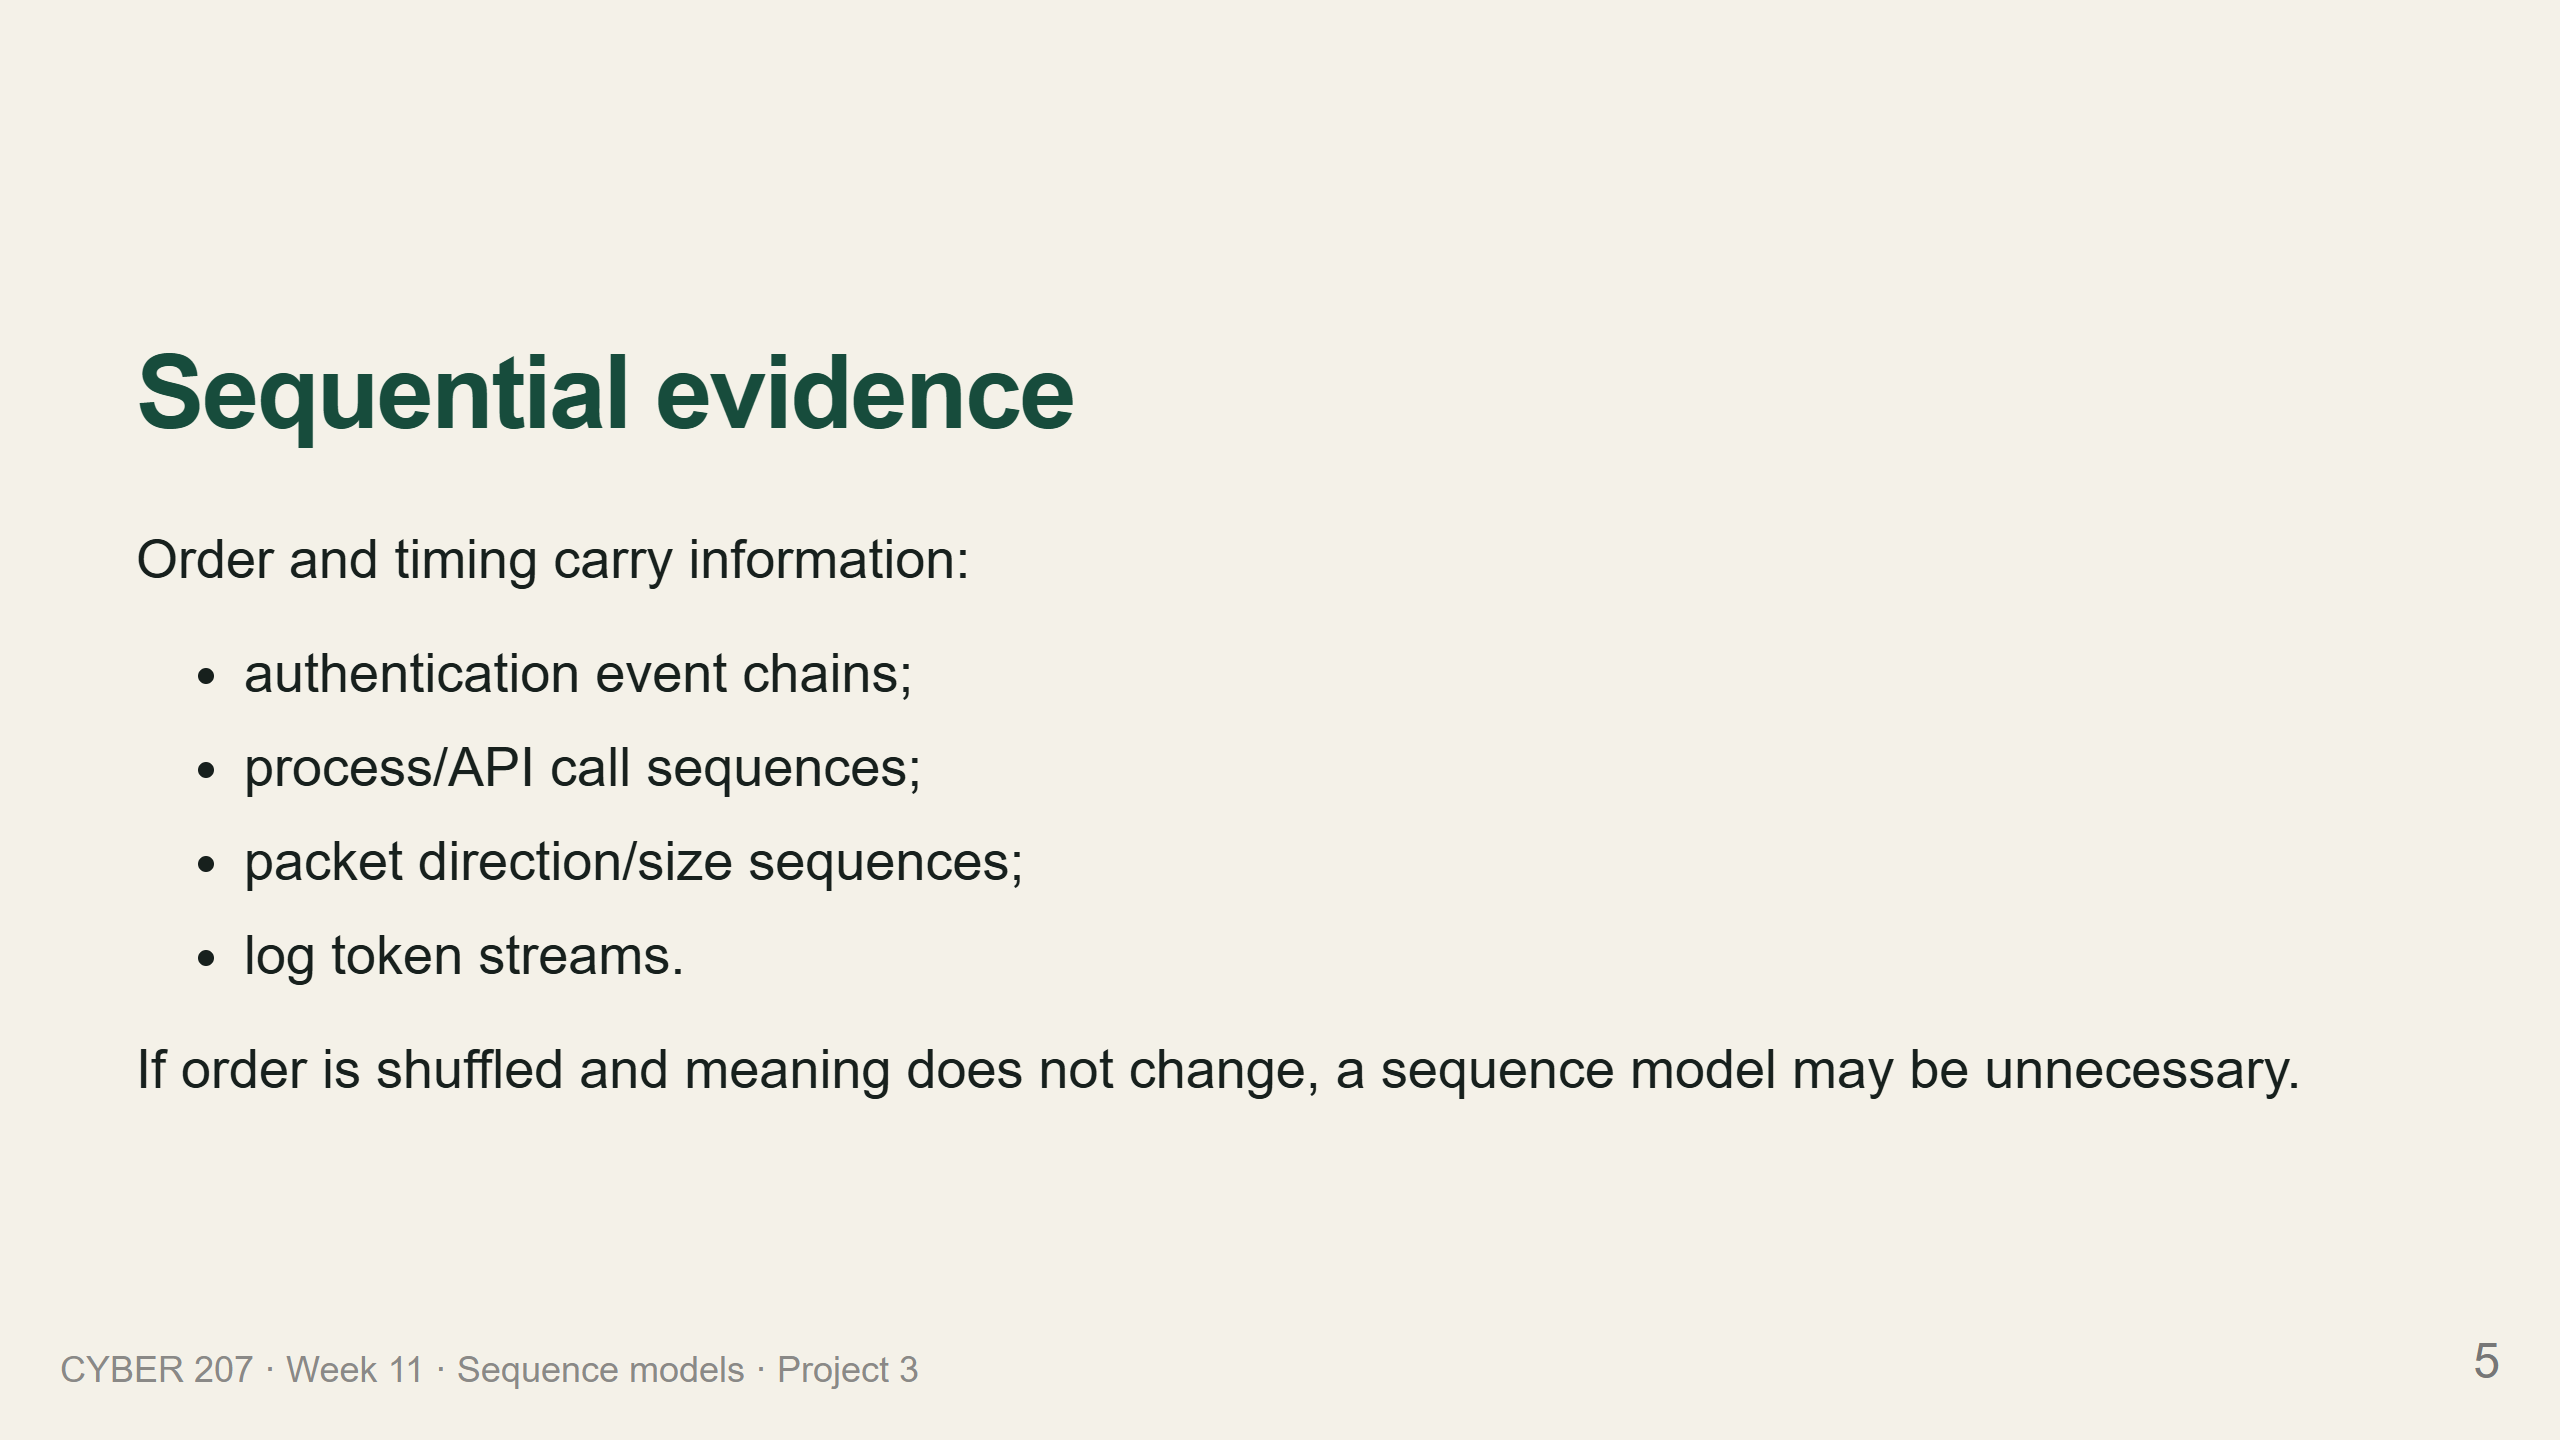 Sequential evidence
Order and timing carry information:
• authentication event chains;
• process/API call sequences;
• packet direction/size sequences;
• log token streams.
If order is shuffled and meaning does not change, a sequence model may be unnecessary.
CYBER 207 · Week 11 · Sequence models · Project 3
5